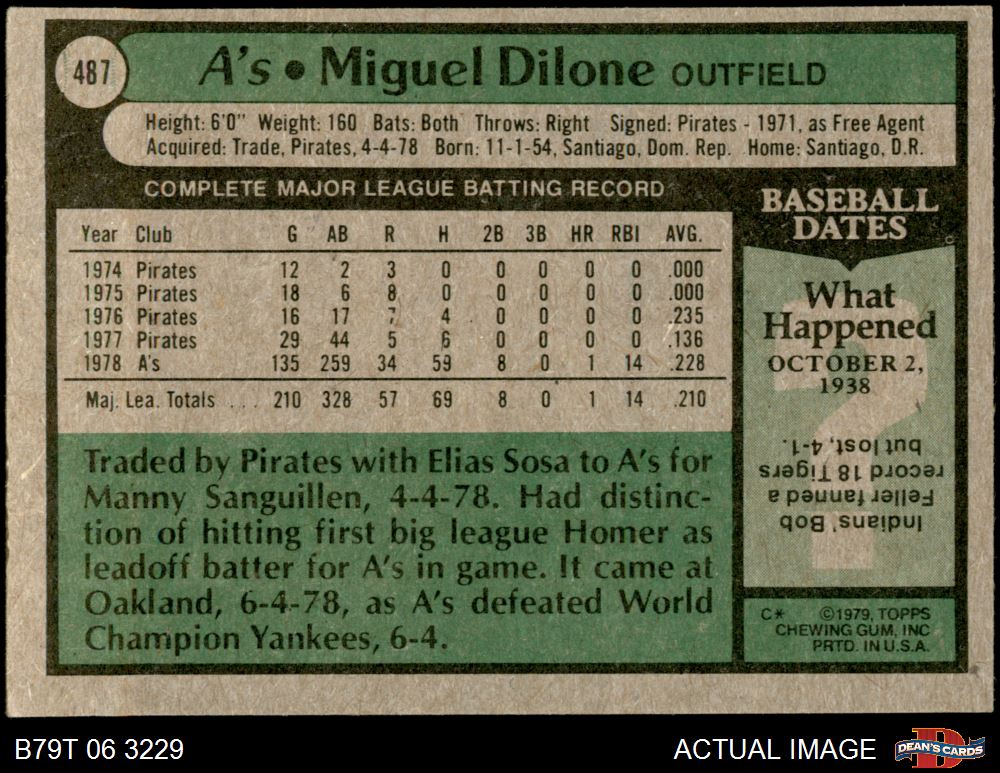 487
A's • Miguel Dilone OUTFIELD
Height: 6'0" Weight: 160 Bats: Both Throws: Right Signed: Pirates - 1971, as Free Agent
Acquired: Trade, Pirates, 4-4-78 Born: 11-1-54, Santiago, Dom. Rep. Home: Santiago, D.R.
COMPLETE MAJOR LEAGUE BATTING RECORD
Year Club G AB R H 2B 3B HR RBI AVG.
1974 Pirates 12 2 3 0 0 0 0 0 .000
1975 Pirates 18 6 8 0 0 0 0 0 .000
1976 Pirates 16 17 7 4 0 0 0 0 .235
1977 Pirates 29 44 5 6 0 0 0 0 .136
1978 A's 135 259 34 59 8 0 1 14 .228
Maj. Lea. Totals ... 210 328 57 69 8 0 1 14 .210
Traded by Pirates with Elias Sosa to A's for
Manny Sanguillen, 4-4-78. Had distinc-
tion of hitting first big league Homer as
leadoff batter for A's in game. It came at
Oakland, 6-4-78, as A's defeated World
Champion Yankees, 6-4.
BASEBALL
DATES
What
Happened
OCTOBER 2,
1938
?
Indians' Bob
Feller fanned a
record 18 Tigers
but lost, 4-1.
C* ©1979, TOPPS
CHEWING GUM, INC
PRTD. IN U.S.A.
B79T 06 3229
ACTUAL IMAGE
D
DEAN'S CARDS